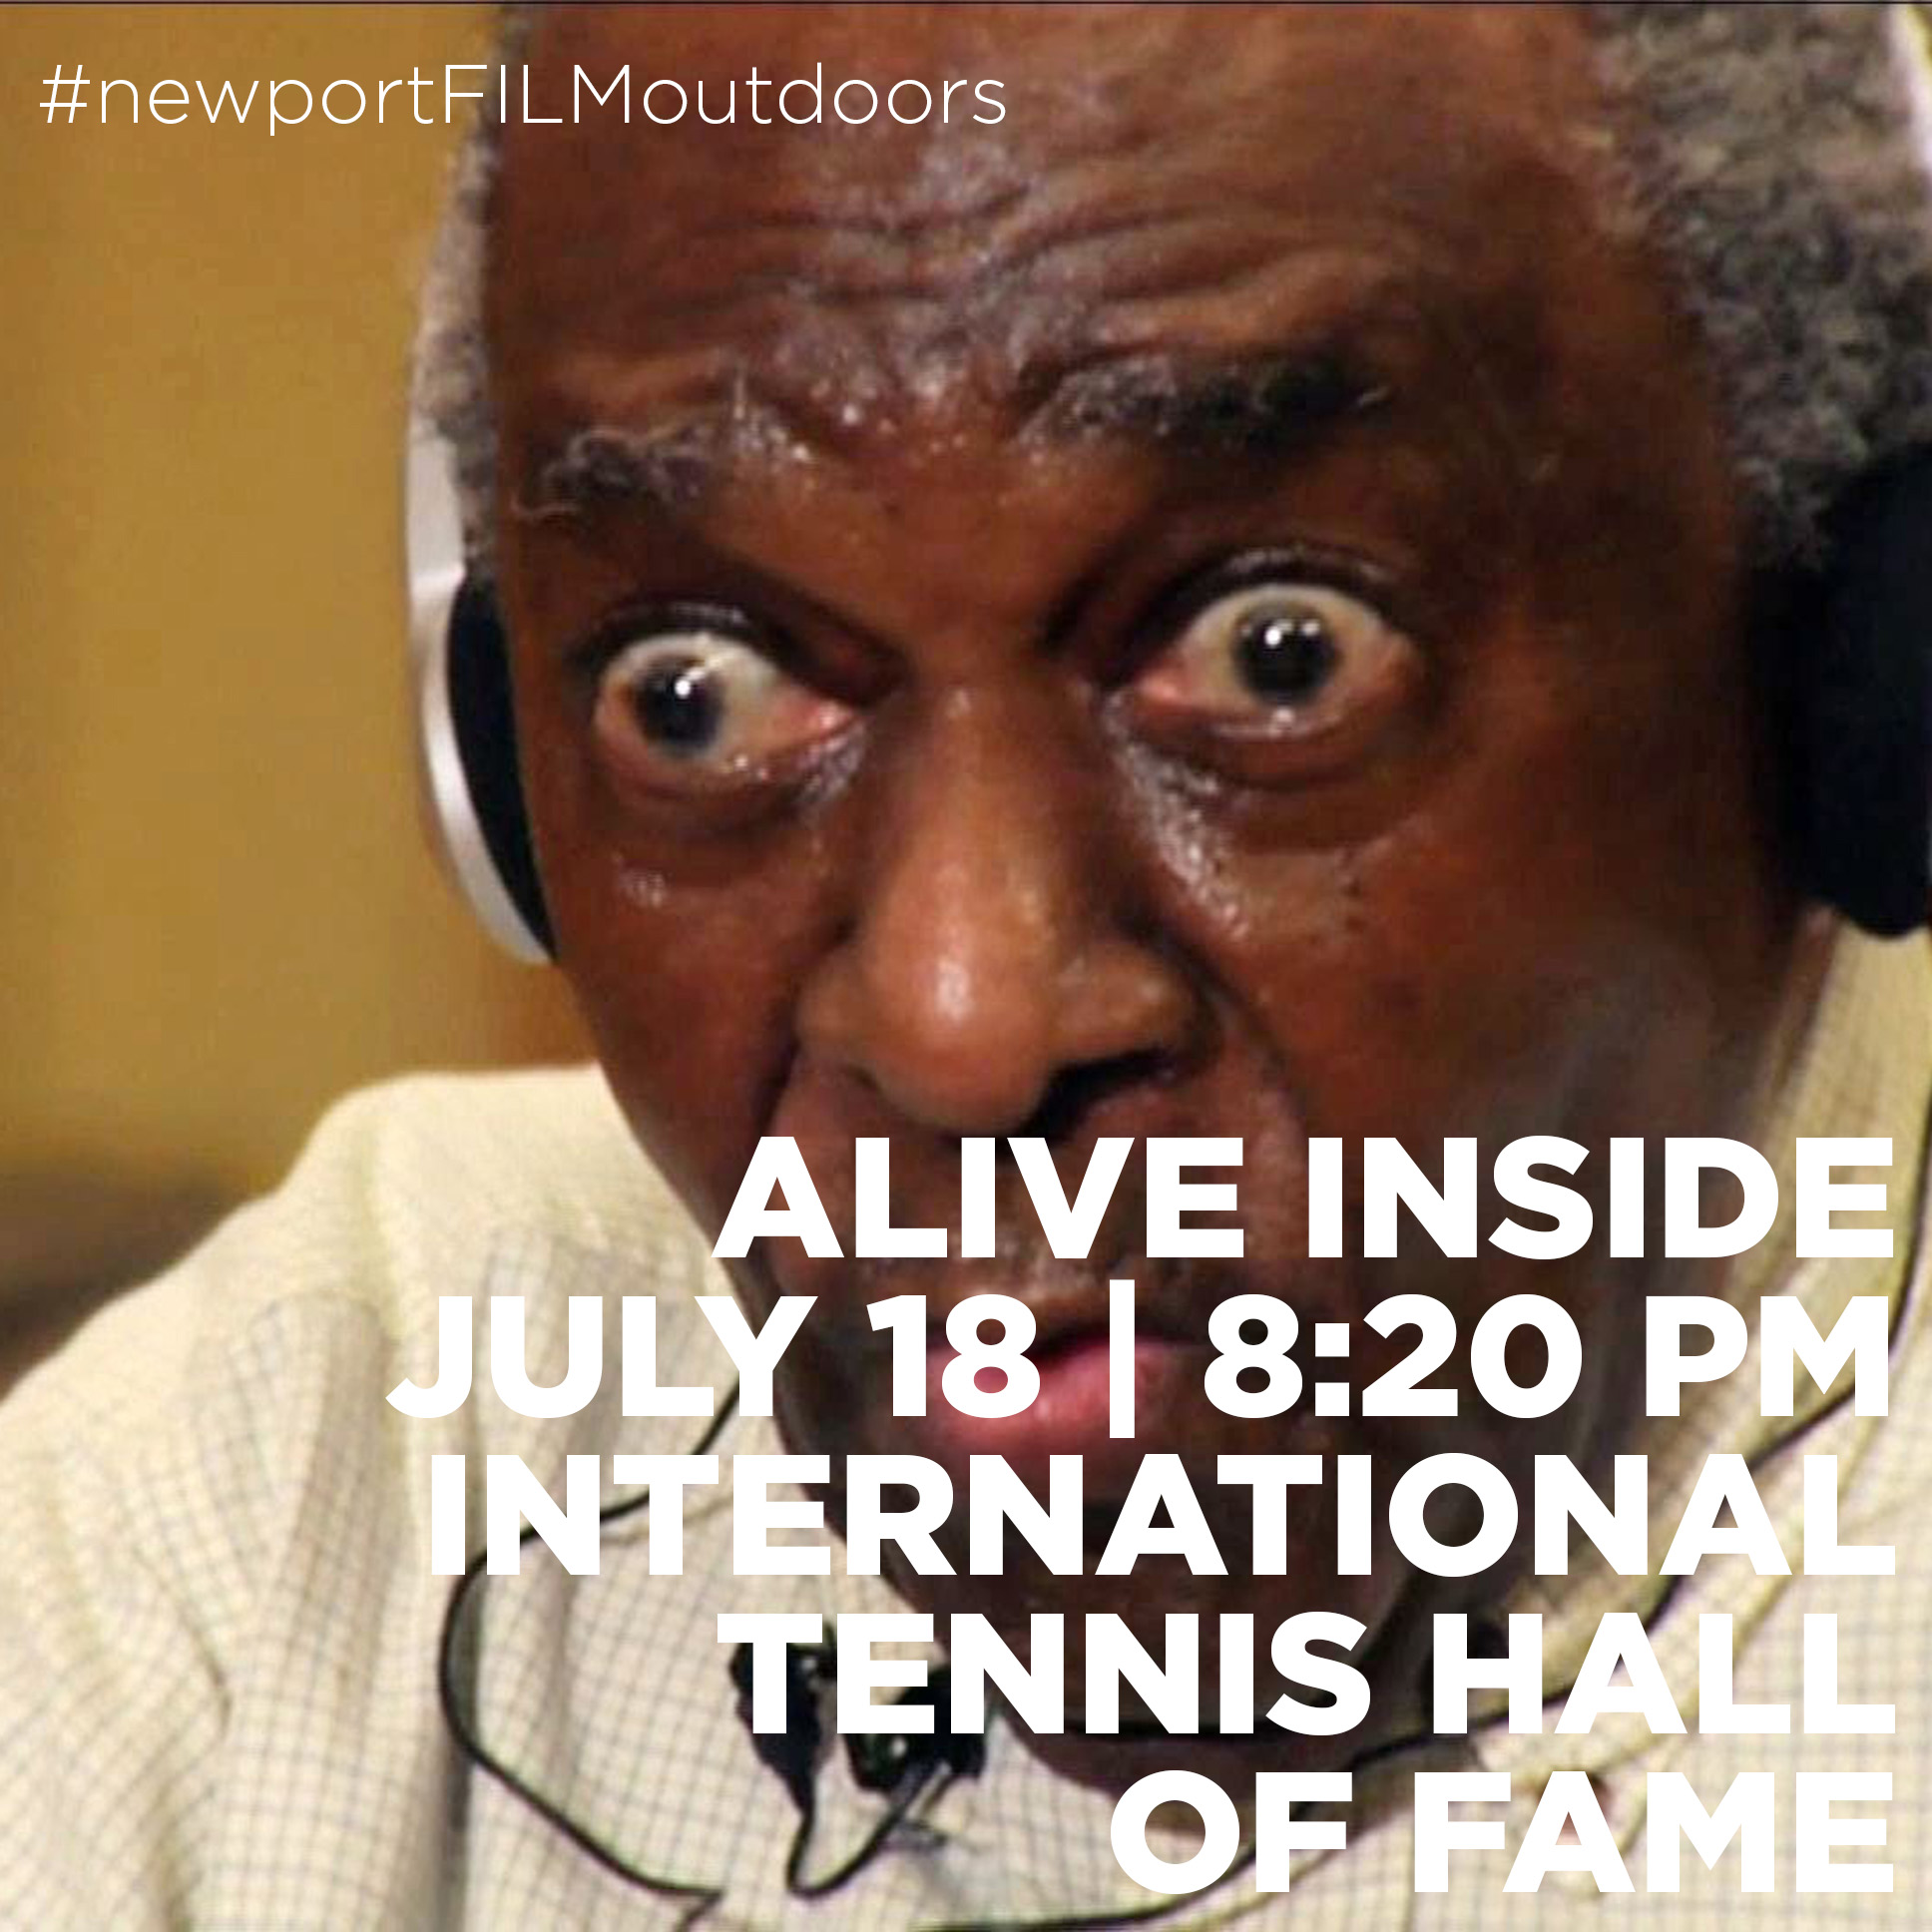 #newportFILMoutdoors
ALIVE INSIDE
JULY 18 | 8:20 PM
INTERNATIONAL
TENNIS HALL
OF FAME